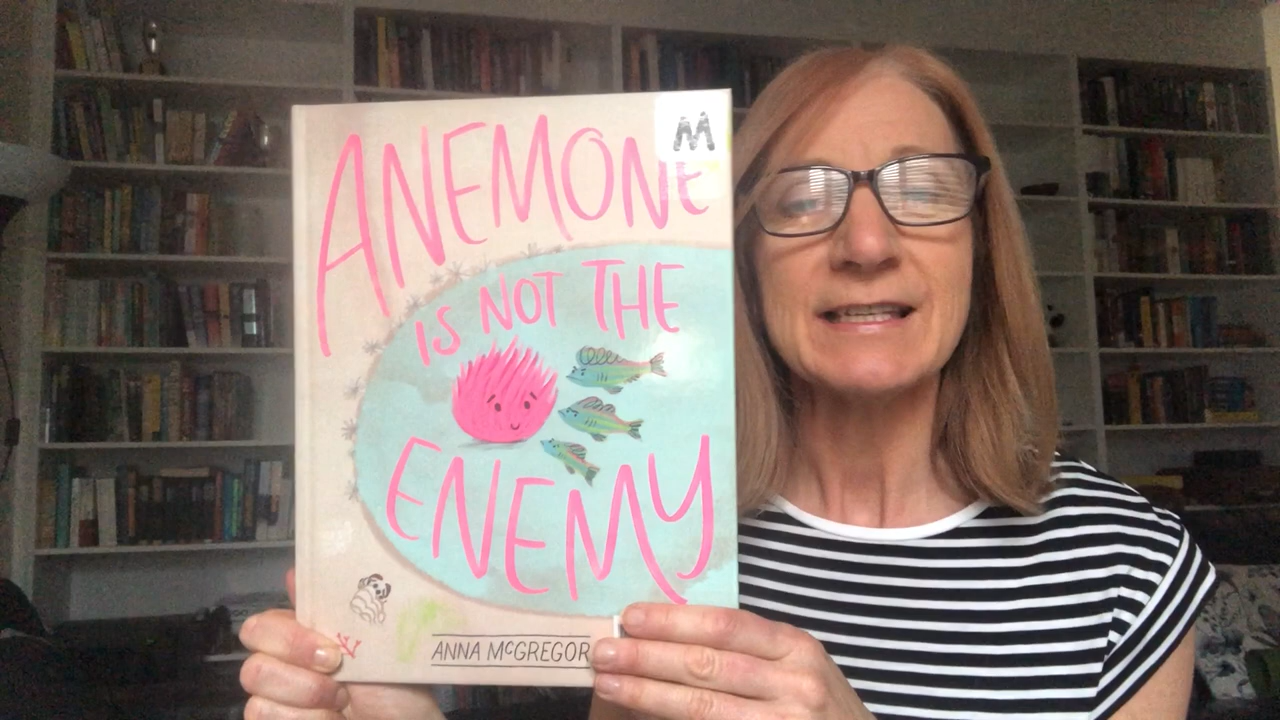 M
ANEMONE
IS NOT THE
ENEMY
ANNA McGREGOR